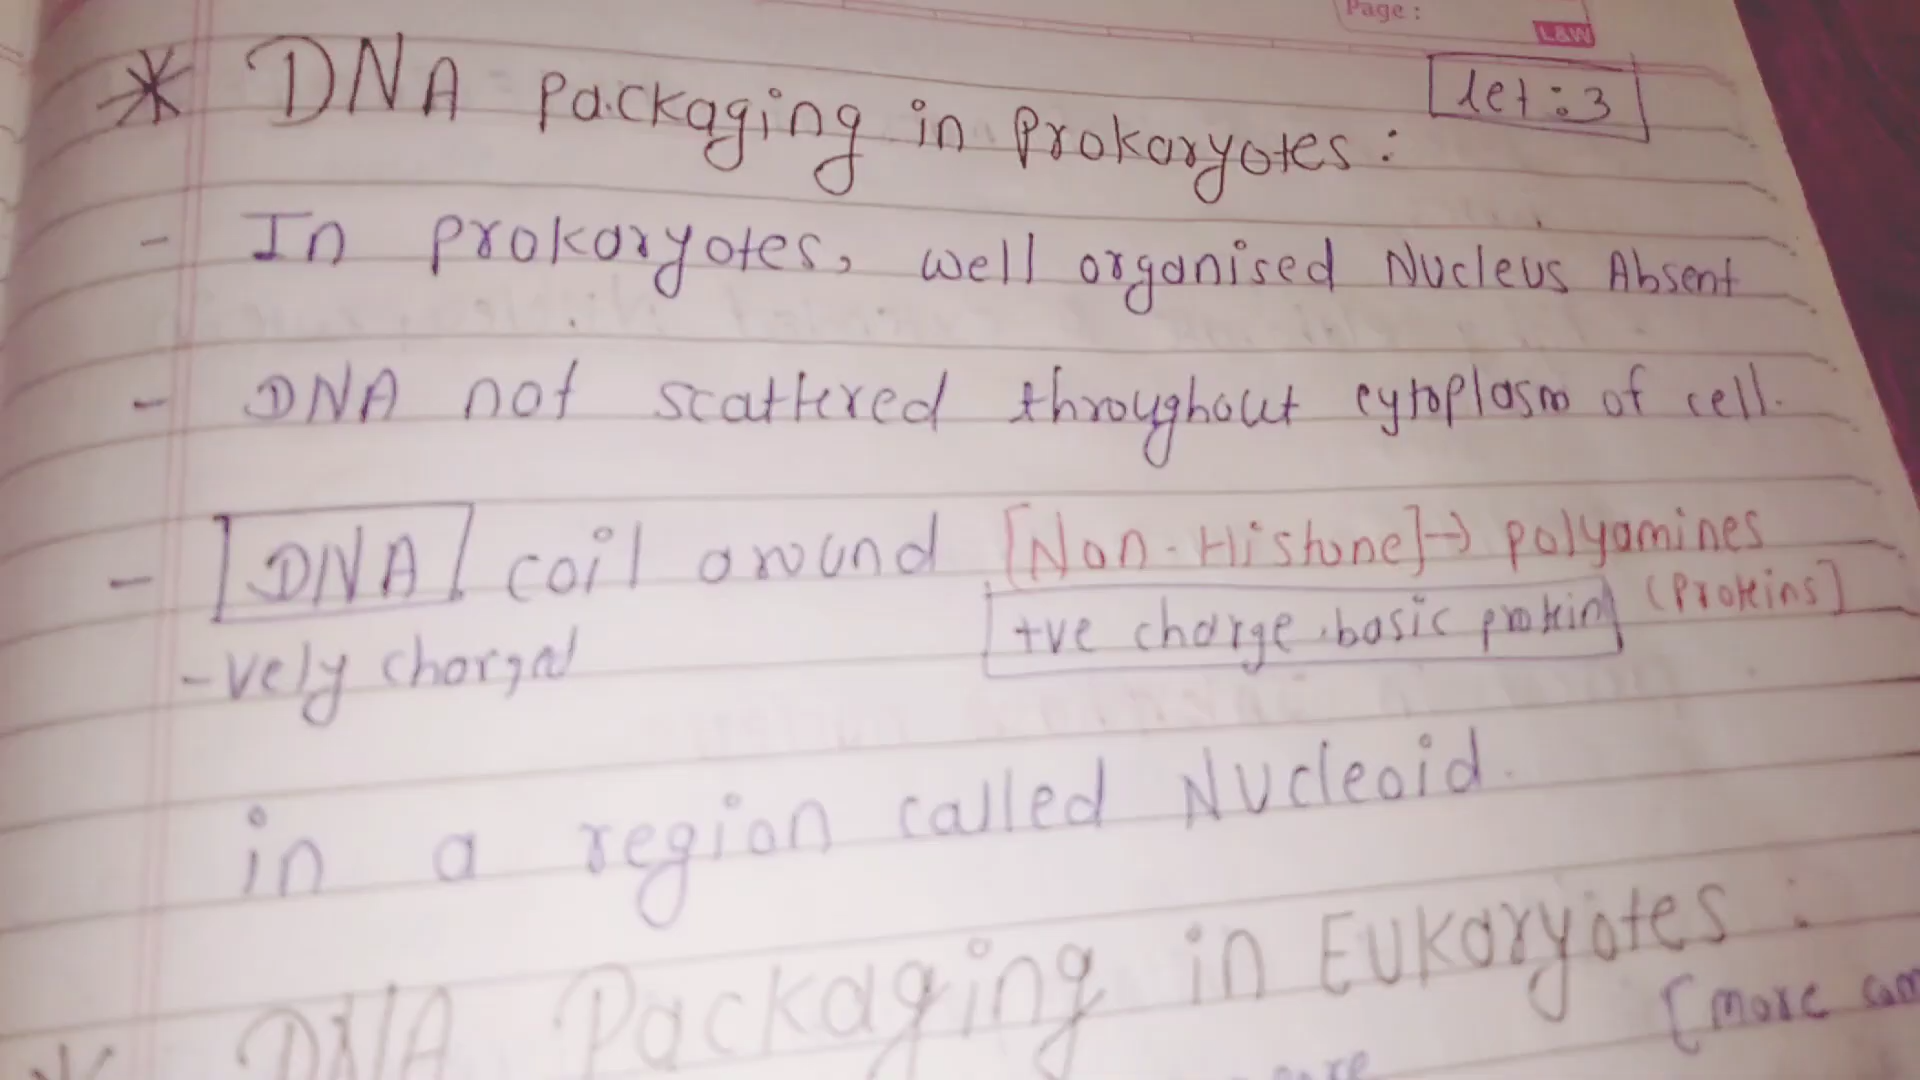 Page :
L&W
let:3
* DNA Packaging in Prokaryotes :
- In prokaryotes, well organised Nucleus Absent
- DNA not scattered throughout cytoplasm of cell.
- [DNA] coil around [Non-Histone]→ polyamines
(Proteins]
-vely charged
+ve charge basic protein
in a region called Nucleoid.
* DNA Packaging in Eukaryotes :
[more